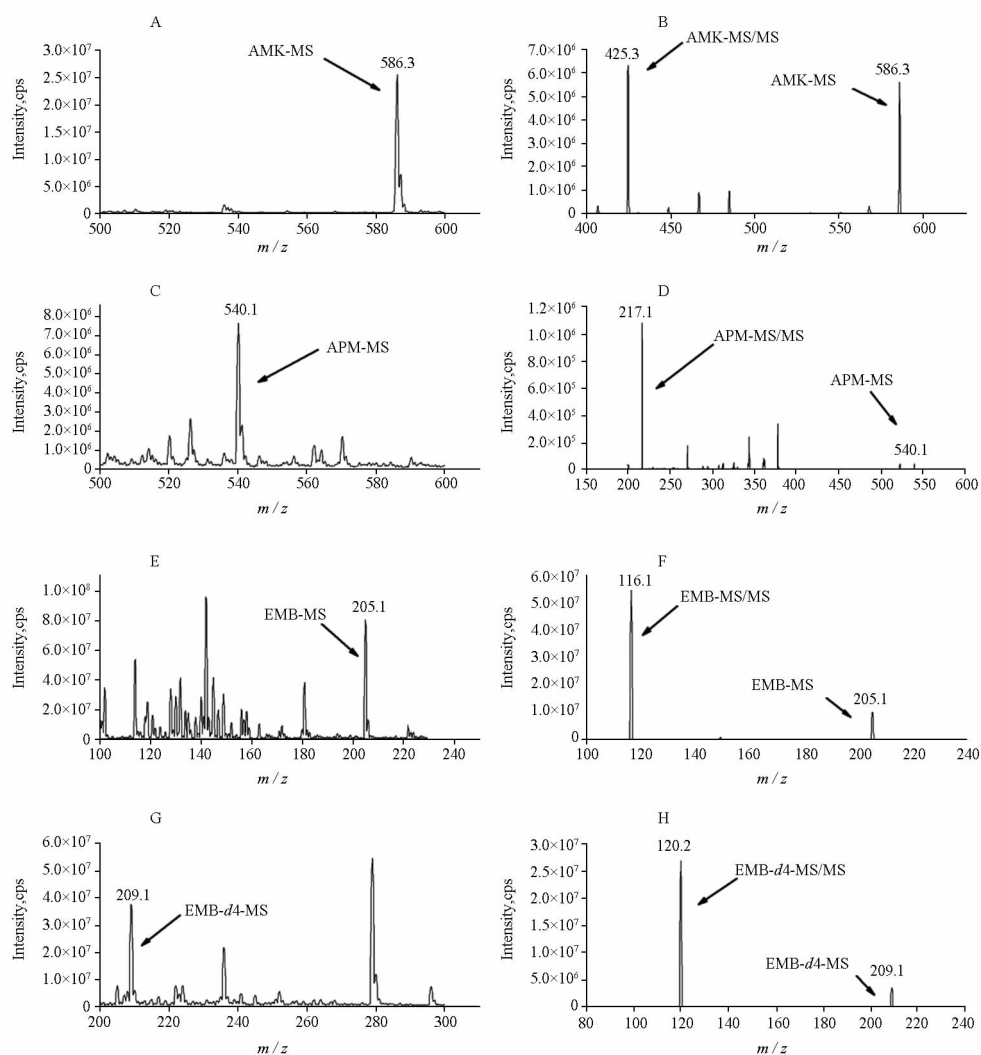 A
Intensity,cps
3.0×10⁷
2.5×10⁷
2.0×10⁷
1.5×10⁷
1.0×10⁷
5.0×10⁶
0
AMK-MS
586.3
500 520 540 560 580 600
m / z
B
Intensity,cps
7.0×10⁶
6.0×10⁶
5.0×10⁶
4.0×10⁶
3.0×10⁶
2.0×10⁶
1.0×10⁶
0
425.3
AMK-MS/MS
AMK-MS
586.3
400 450 500 550 600
m / z
C
Intensity,cps
8.0×10⁶
7.0×10⁶
6.0×10⁶
5.0×10⁶
4.0×10⁶
3.0×10⁶
2.0×10⁶
1.0×10⁶
0
540.1
APM-MS
500 520 540 560 580 600
m / z
D
Intensity,cps
1.2×10⁶
1.0×10⁶
8.0×10⁵
6.0×10⁵
4.0×10⁵
2.0×10⁵
0
217.1
APM-MS/MS
APM-MS
540.1
150 200 250 300 350 400 450 500 550 600
m / z
E
Intensity,cps
1.0×10⁸
8.0×10⁷
6.0×10⁷
4.0×10⁷
2.0×10⁷
0
EMB-MS
205.1
100 120 140 160 180 200 220 240
m / z
F
Intensity,cps
6.0×10⁷
5.0×10⁷
4.0×10⁷
3.0×10⁷
2.0×10⁷
1.0×10⁷
0
116.1
EMB-MS/MS
EMB-MS
205.1
100 120 140 160 180 200 220 240
m / z
G
Intensity,cps
6.0×10⁷
5.0×10⁷
4.0×10⁷
3.0×10⁷
2.0×10⁷
1.0×10⁷
0
209.1
EMB-d4-MS
200 220 240 260 280 300
m / z
H
Intensity,cps
3.0×10⁷
2.5×10⁷
2.0×10⁷
1.5×10⁷
1.0×10⁷
5.0×10⁶
0
120.2
EMB-d4-MS/MS
EMB-d4-MS
209.1
80 100 120 140 160 180 200 220 240
m / z